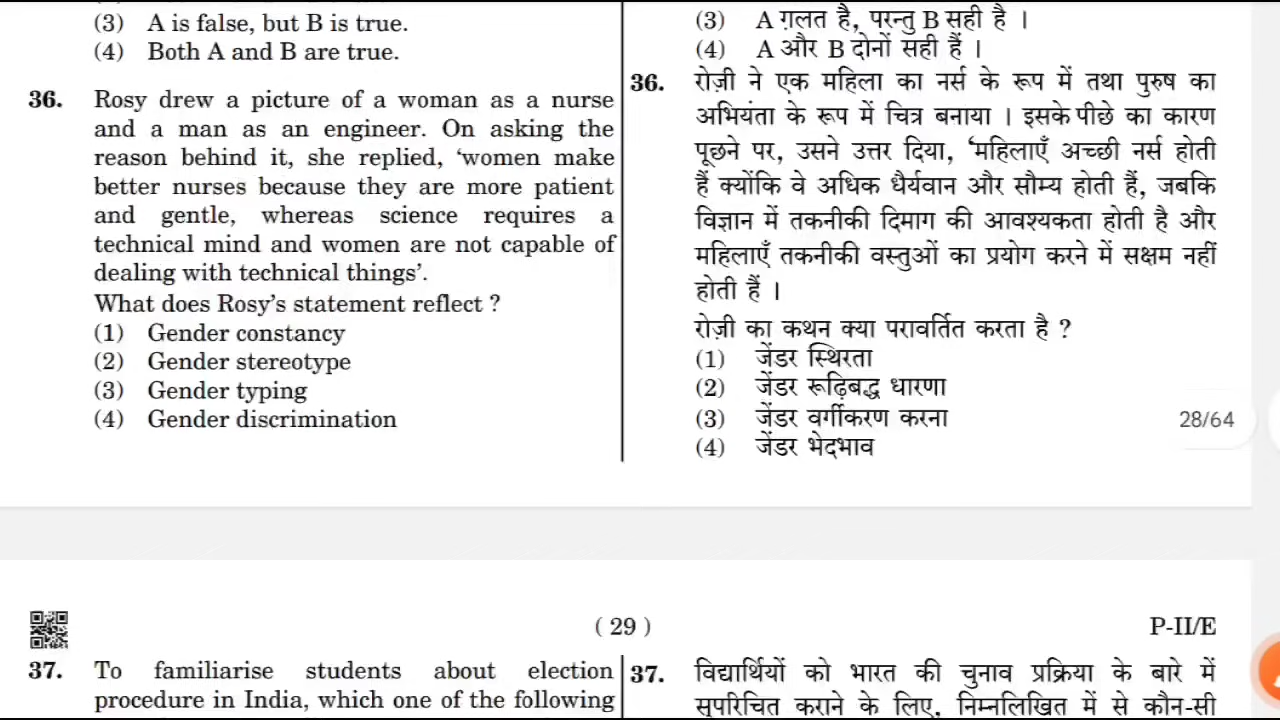 (3) A is false, but B is true.
(4) Both A and B are true.
36. Rosy drew a picture of a woman as a nurse
and a man as an engineer. On asking the
reason behind it, she replied, ‘women make
better nurses because they are more patient
and gentle, whereas science requires a
technical mind and women are not capable of
dealing with technical things’.
What does Rosy’s statement reflect ?
(1) Gender constancy
(2) Gender stereotype
(3) Gender typing
(4) Gender discrimination
(3) A ग़लत है, परन्तु B सही है ।
(4) A और B दोनों सही हैं ।
36. रोज़ी ने एक महिला का नर्स के रूप में तथा पुरुष का
अभियंता के रूप में चित्र बनाया । इसके पीछे का कारण
पूछने पर, उसने उत्तर दिया, ‘महिलाएँ अच्छी नर्स होती
हैं क्योंकि वे अधिक धैर्यवान और सौम्य होती हैं, जबकि
विज्ञान में तकनीकी दिमाग की आवश्यकता होती है और
महिलाएँ तकनीकी वस्तुओं का प्रयोग करने में सक्षम नहीं
होती हैं ।
रोज़ी का कथन क्या परावर्तित करता है ?
(1) जेंडर स्थिरता
(2) जेंडर रूढ़िबद्ध धारणा
(3) जेंडर वर्गीकरण करना
(4) जेंडर भेदभाव
28/64
( 29 )
P-II/E
37. To familiarise students about election
procedure in India, which one of the following
37. विद्यार्थियों को भारत की चुनाव प्रक्रिया के बारे में
सुपरिचित कराने के लिए, निम्नलिखित में से कौन-सी